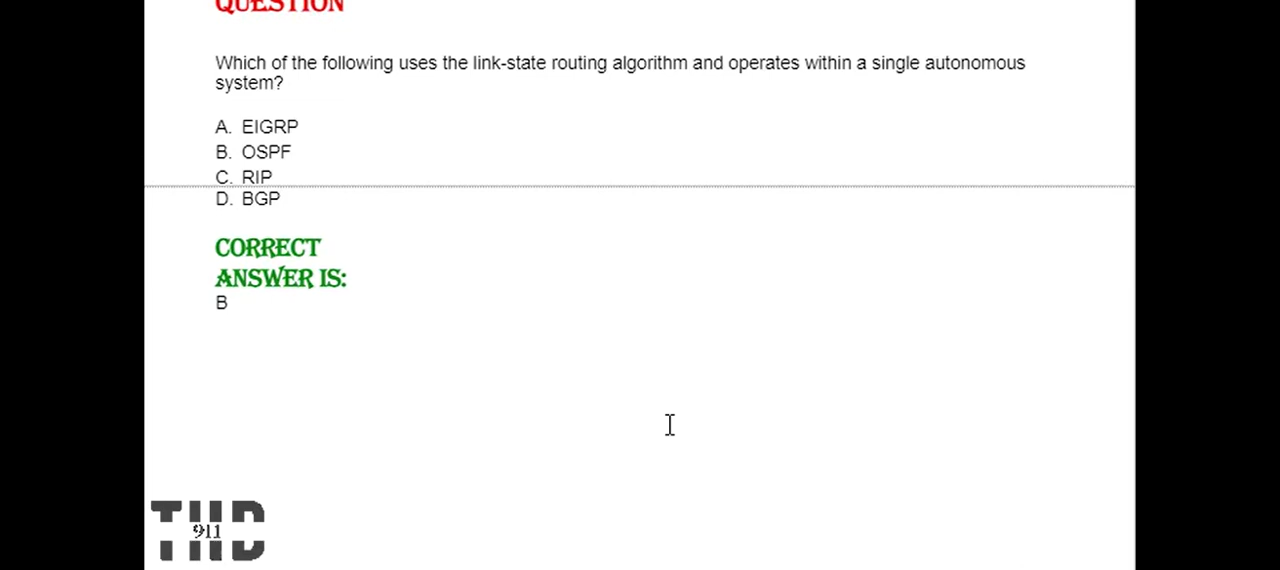 QUESTION
Which of the following uses the link-state routing algorithm and operates within a single autonomous
system?
A. EIGRP
B. OSPF
C. RIP
D. BGP
CORRECT
ANSWER IS:
B
THD
911